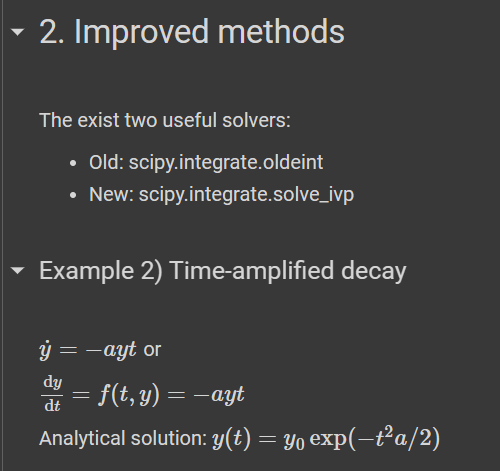 2. Improved methods
The exist two useful solvers:
• Old: scipy.integrate.oldeint
• New: scipy.integrate.solve_ivp
Example 2) Time-amplified decay
ẏ = −ayt or
dy/dt = f(t, y) = −ayt
Analytical solution: y(t) = y₀ exp(−t²a/2)